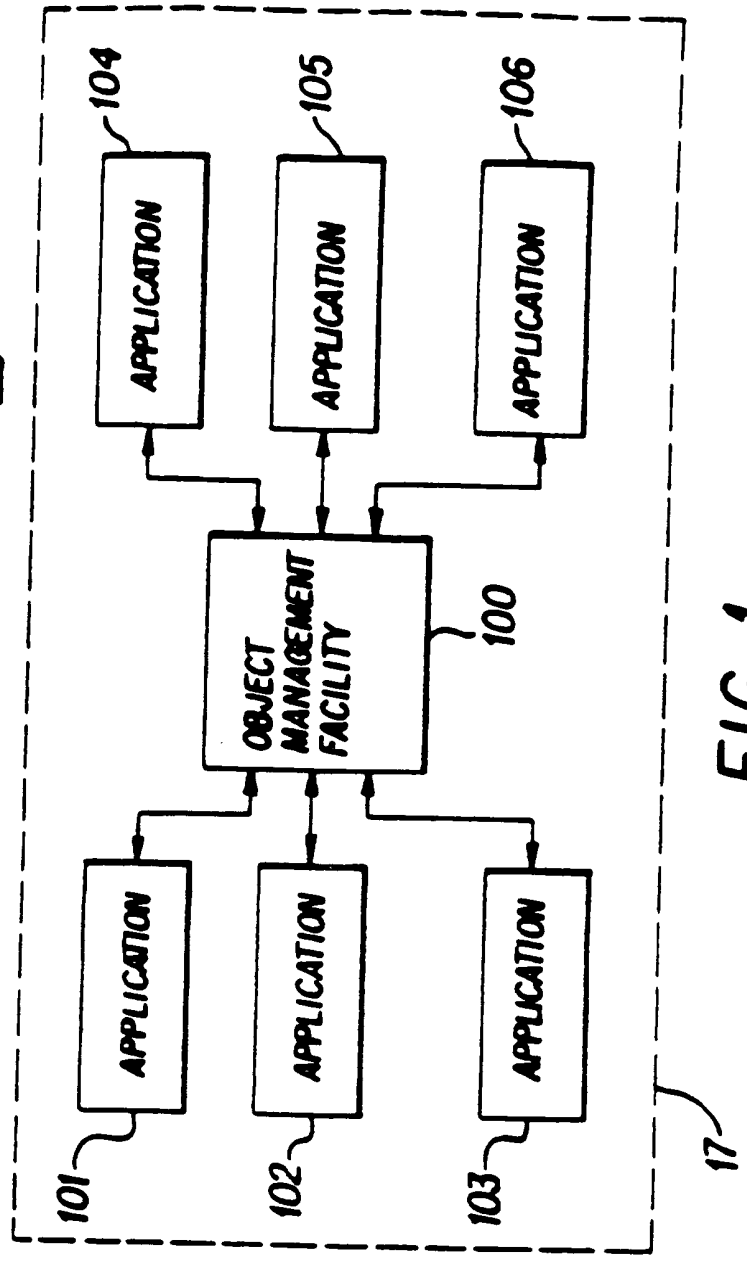 101
APPLICATION
102
APPLICATION
103
APPLICATION
OBJECT
MANAGEMENT
FACILITY
100
104
APPLICATION
105
APPLICATION
106
APPLICATION
17